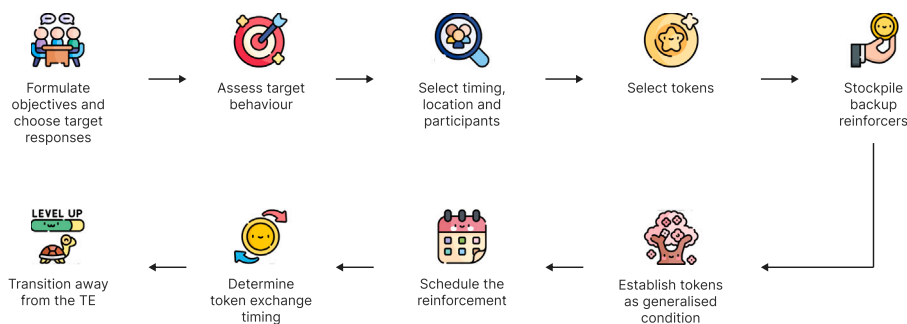 Formulate
objectives and
choose target
responses
Assess target
behaviour
Select timing,
location and
participants
Select tokens
Stockpile
backup
reinforcers
Establish tokens
as generalised
condition
Schedule the
reinforcement
Determine
token exchange
timing
LEVEL UP
Transition away
from the TE